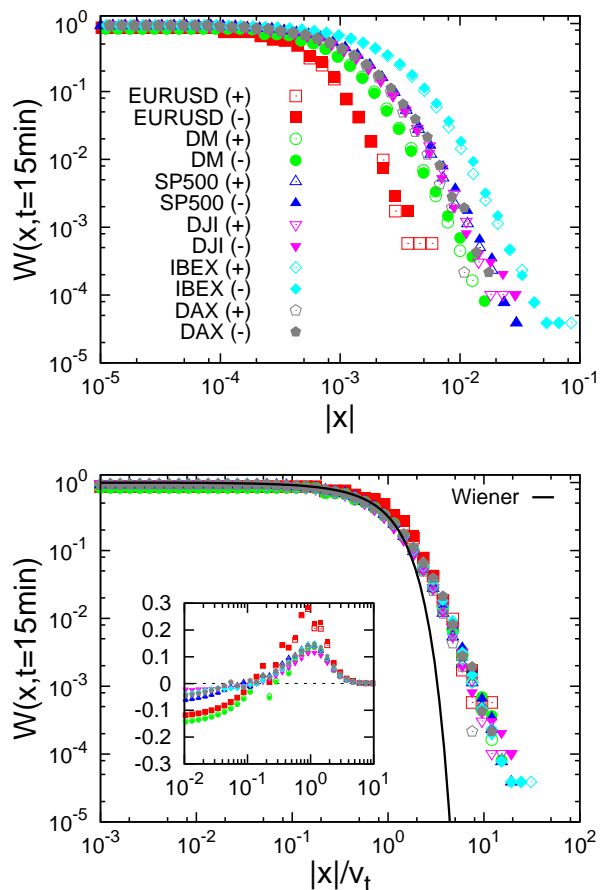 10^0
10^-1
10^-2
10^-3
10^-4
10^-5
W(x,t=15min)
EURUSD (+)
EURUSD (-)
DM (+)
DM (-)
SP500 (+)
SP500 (-)
DJI (+)
DJI (-)
IBEX (+)
IBEX (-)
DAX (+)
DAX (-)
10^-5 10^-4 10^-3 10^-2 10^-1
|x|
10^0
10^-1
10^-2
10^-3
10^-4
10^-5
W(x,t=15min)
Wiener
0.3
0.2
0.1
0
-0.1
-0.2
-0.3
10^-2 10^-1 10^0 10^1
10^-3 10^-2 10^-1 10^0 10^1 10^2
|x|/v_t